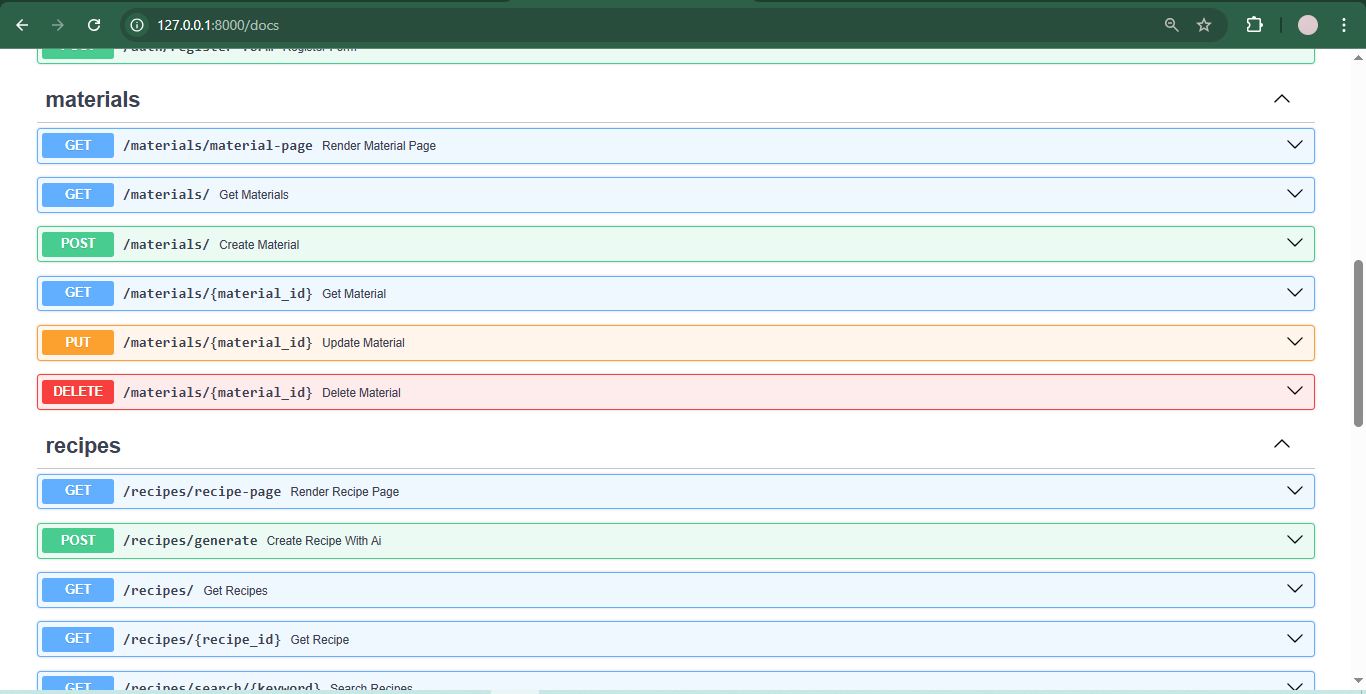 127.0.0.1:8000/docs
POST /auth/register-form Register Form
materials
GET /materials/material-page Render Material Page
GET /materials/ Get Materials
POST /materials/ Create Material
GET /materials/{material_id} Get Material
PUT /materials/{material_id} Update Material
DELETE /materials/{material_id} Delete Material
recipes
GET /recipes/recipe-page Render Recipe Page
POST /recipes/generate Create Recipe With Ai
GET /recipes/ Get Recipes
GET /recipes/{recipe_id} Get Recipe
GET /recipes/search/{keyword} Search Recipes